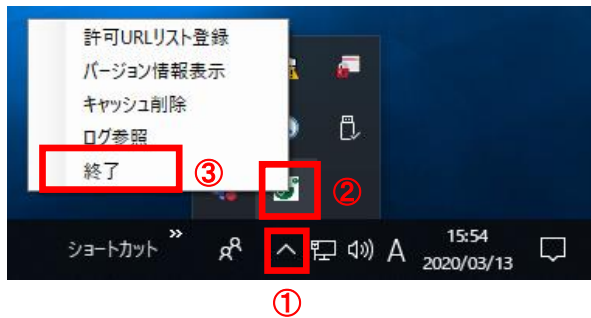 許可URLリスト登録
バージョン情報表示
キャッシュ削除
ログ参照
終了
③
②
ショートカット
»
A
15:54
2020/03/13
①